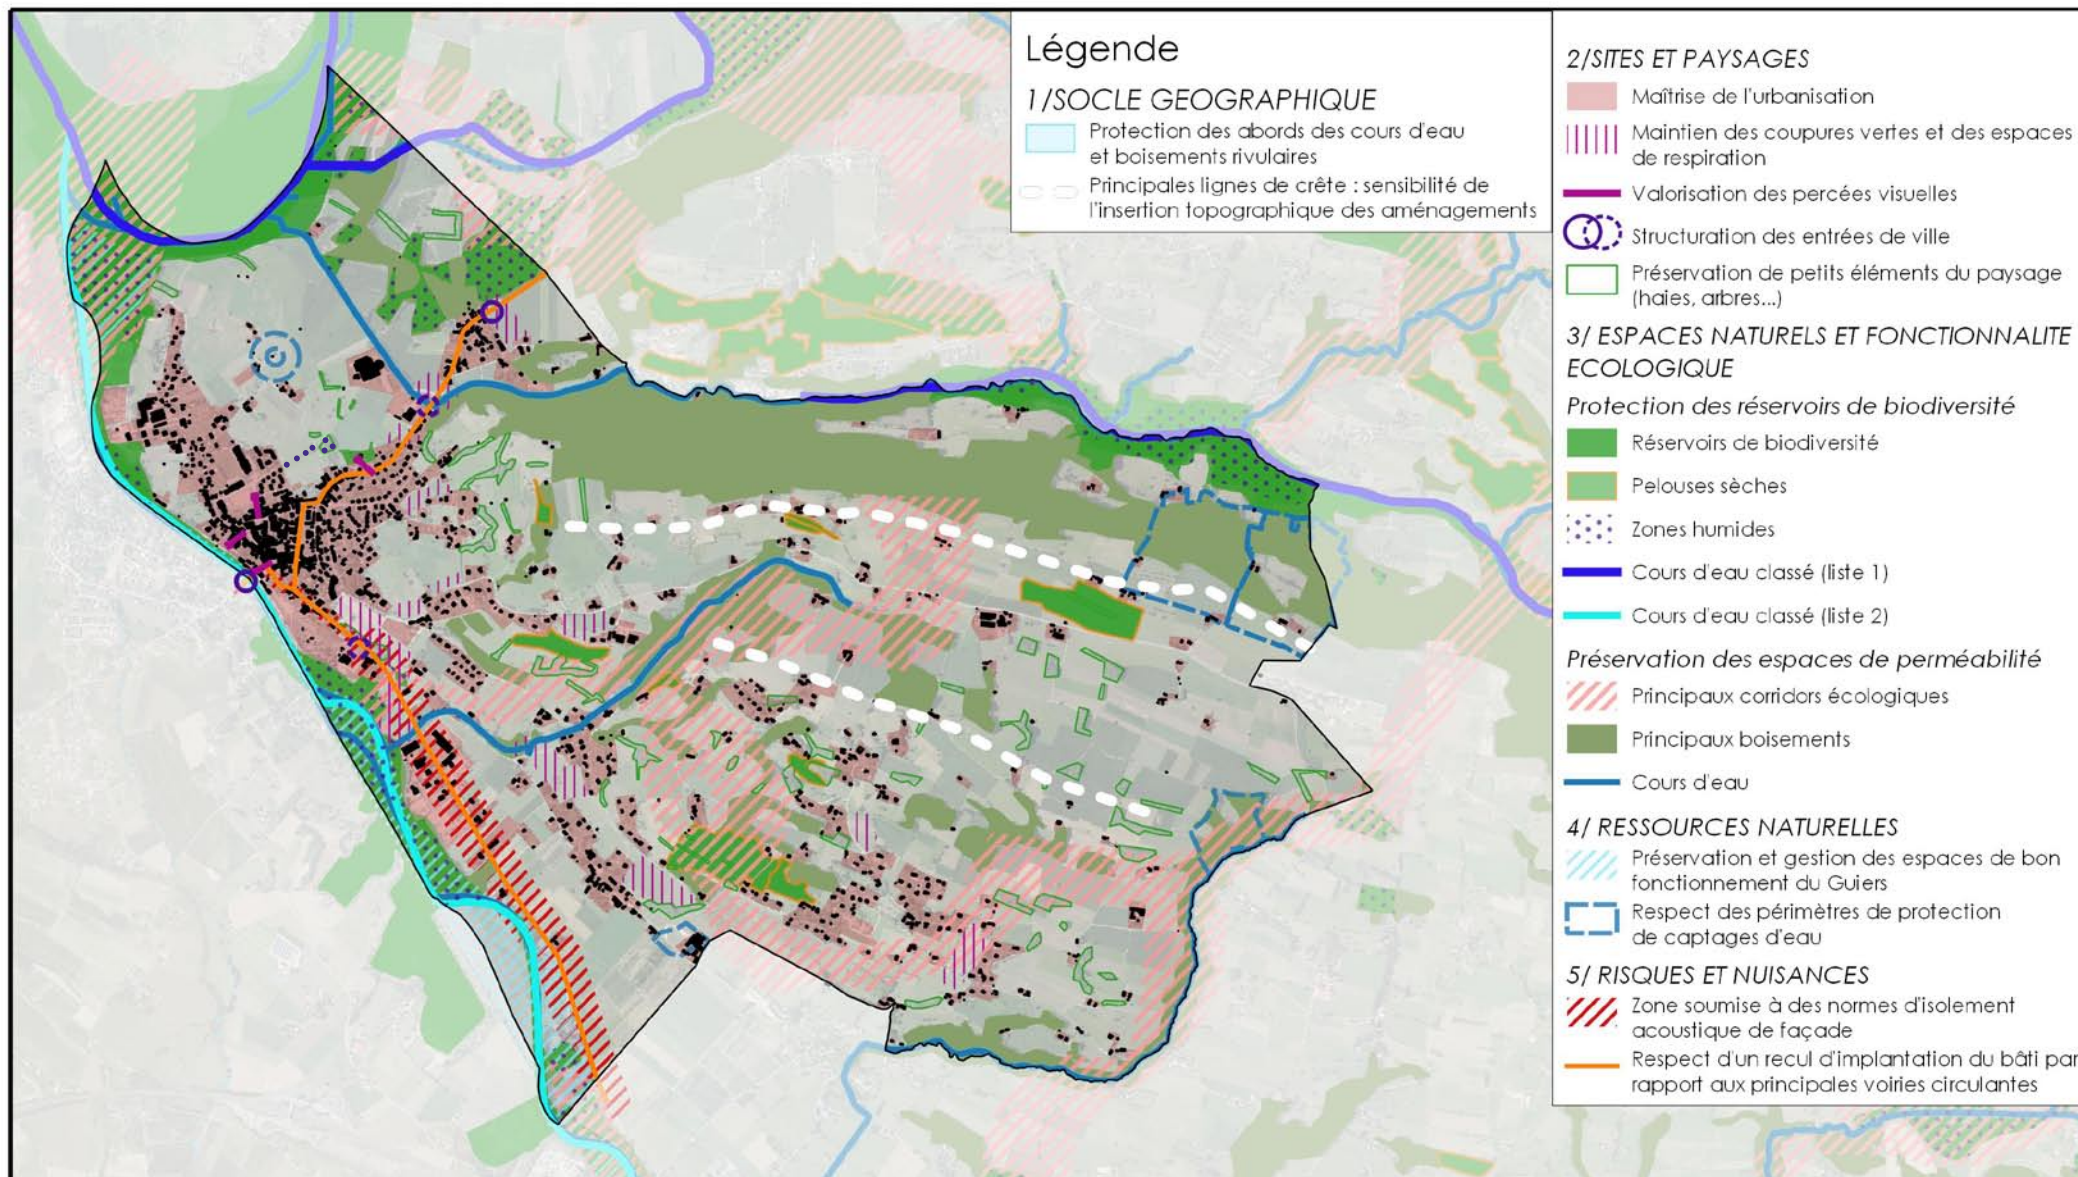 Légende
1/SOCLE GEOGRAPHIQUE
Protection des abords des cours d'eau
et boisements rivulaires
Principales lignes de crête : sensibilité de
l'insertion topographique des aménagements
2/SITES ET PAYSAGES
Maîtrise de l'urbanisation
Maintien des coupures vertes et des espaces
de respiration
Valorisation des percées visuelles
Structuration des entrées de ville
Préservation de petits éléments du paysage
(haies, arbres...)
3/ ESPACES NATURELS ET FONCTIONNALITE
ECOLOGIQUE
Protection des réservoirs de biodiversité
Réservoirs de biodiversité
Pelouses sèches
Zones humides
Cours d'eau classé (liste 1)
Cours d'eau classé (liste 2)
Préservation des espaces de perméabilité
Principaux corridors écologiques
Principaux boisements
Cours d'eau
4/ RESSOURCES NATURELLES
Préservation et gestion des espaces de bon
fonctionnement du Guiers
Respect des périmètres de protection
de captages d'eau
5/ RISQUES ET NUISANCES
Zone soumise à des normes d'isolement
acoustique de façade
Respect d'un recul d'implantation du bâti par
rapport aux principales voiries circulantes